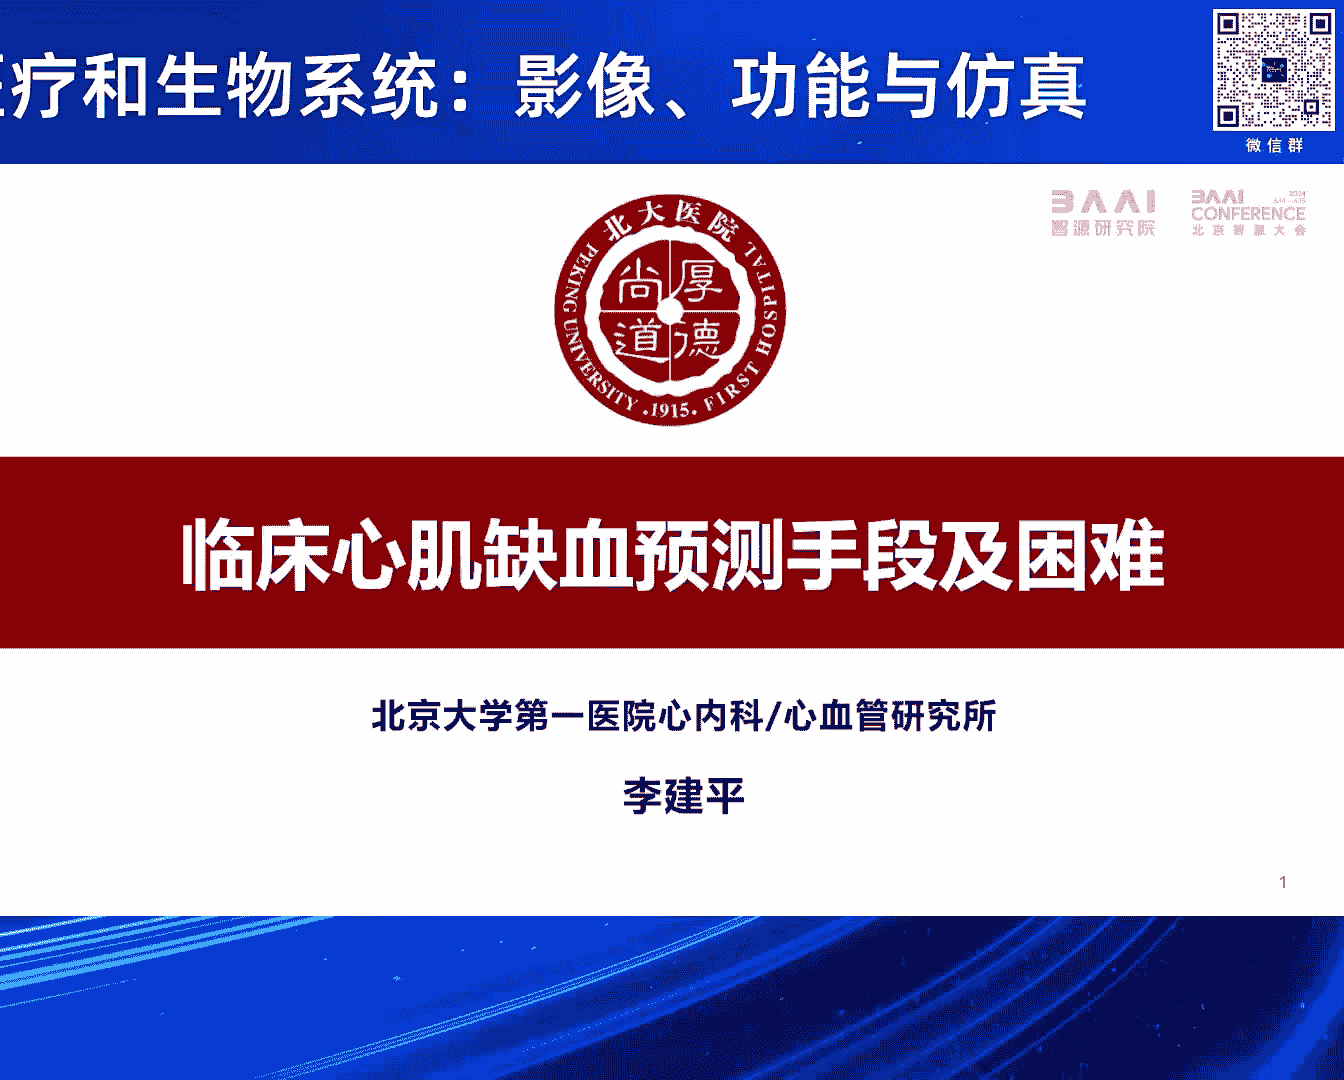 疗和生物系统：影像、功能与仿真
微信群
BAAI
智源研究院
BAAI 2024
6.14-6.15
CONFERENCE
北京智源大会
北大医院
尚厚
道德
PEKING UNIVERSITY .1915. FIRST HOSPITAL
临床心肌缺血预测手段及困难
北京大学第一医院心内科/心血管研究所
李建平
1